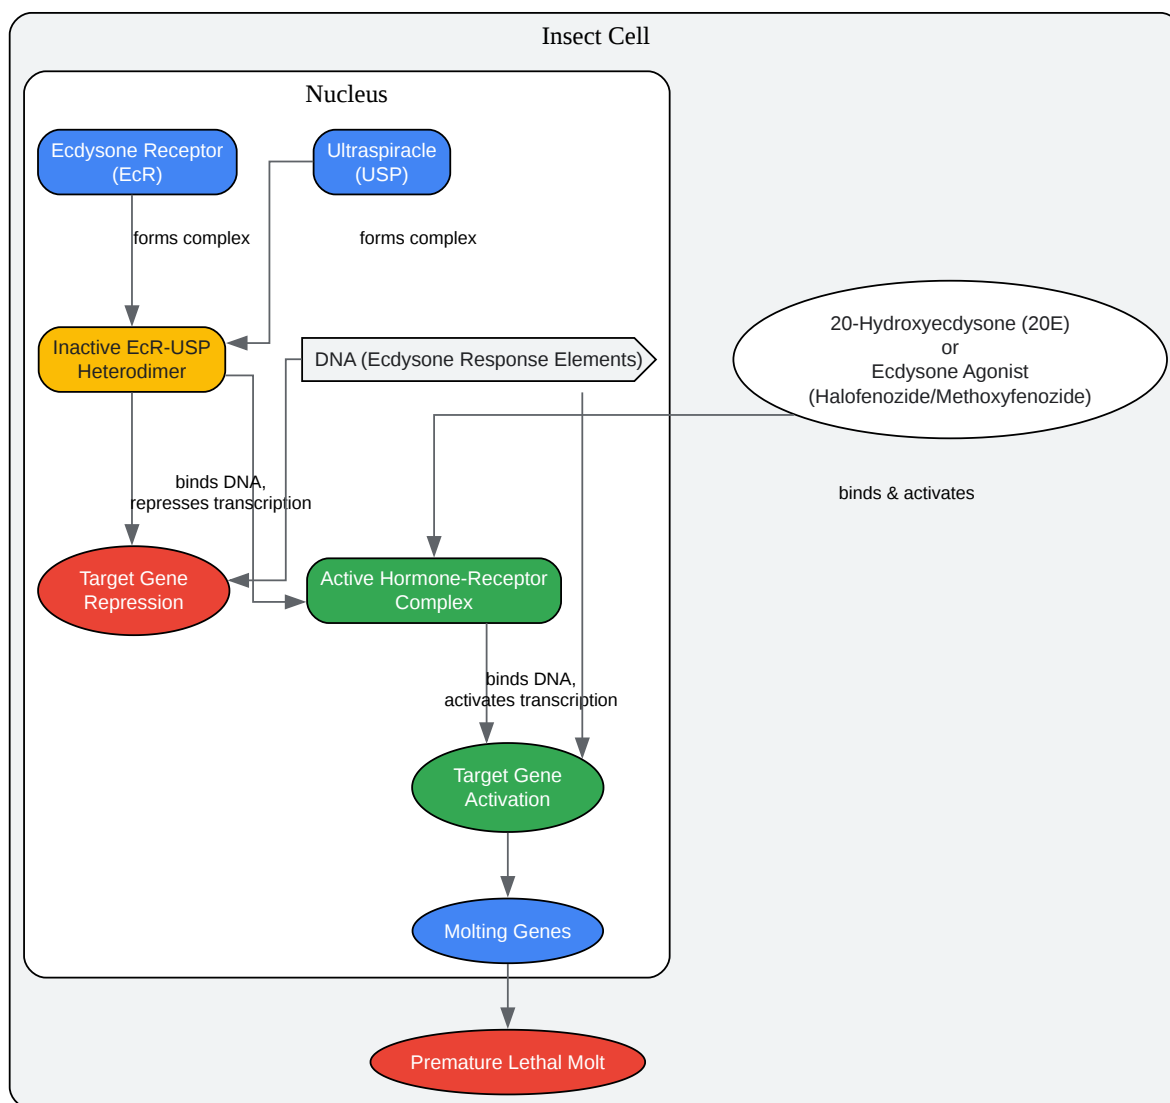 Insect Cell
Nucleus
Ecdysone Receptor
(EcR)
Ultraspiracle
(USP)
forms complex
forms complex
Inactive EcR-USP
Heterodimer
DNA (Ecdysone Response Elements)
20-Hydroxyecdysone (20E)
or
Ecdysone Agonist
(Halofenozide/Methoxyfenozide)
binds DNA,
represses transcription
binds & activates
Target Gene
Repression
Active Hormone-Receptor
Complex
binds DNA,
activates transcription
Target Gene
Activation
Molting Genes
Premature Lethal Molt